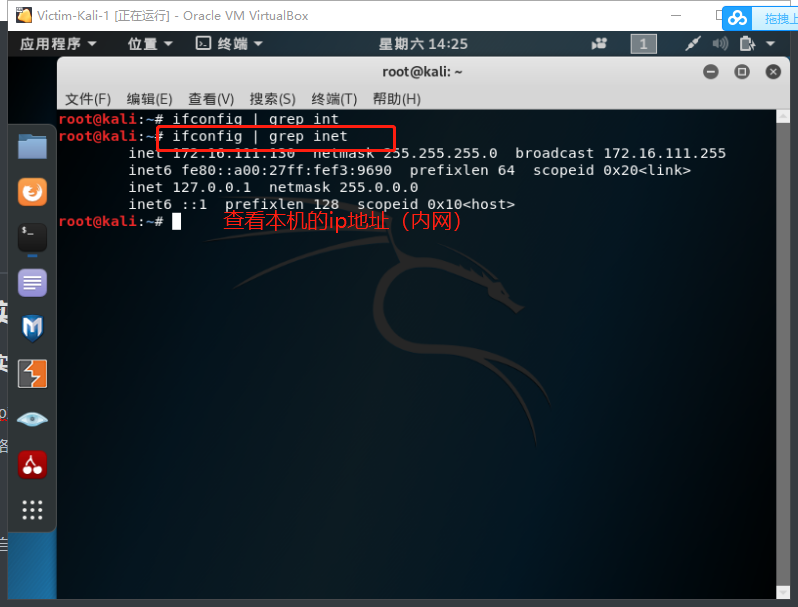 Victim-Kali-1 [正在运行] - Oracle VM VirtualBox
拖拽上
应用程序 位置 终端 星期六 14:25 1
root@kali: ~
文件(F) 编辑(E) 查看(V) 搜索(S) 终端(T) 帮助(H)
root@kali:~# ifconfig | grep int
root@kali:~# ifconfig | grep inet
inet 172.16.111.130 netmask 255.255.255.0 broadcast 172.16.111.255
inet6 fe80::a00:27ff:fef3:9690 prefixlen 64 scopeid 0x20<link>
inet 127.0.0.1 netmask 255.0.0.0
inet6 ::1 prefixlen 128 scopeid 0x10<host>
root@kali:~#
查看本机的ip地址（内网）